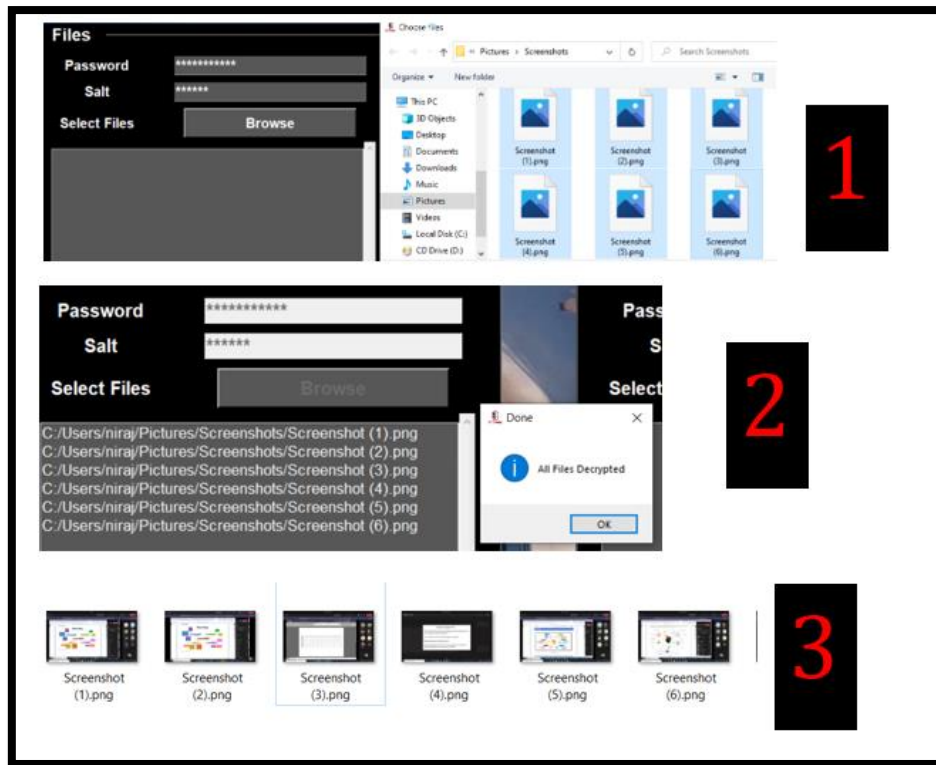 Files
Password
***********
Salt
******
Select Files
Browse
Choose files
Pictures > Screenshots
Search Screenshots
Organize
New folder
This PC
3D Objects
Desktop
Documents
Downloads
Music
Pictures
Videos
Local Disk (C:)
CD Drive (D:)
Screenshot
(1).png
Screenshot
(2).png
Screenshot
(3).png
Screenshot
(4).png
Screenshot
(5).png
Screenshot
(6).png
1
Password
***********
Salt
******
Select Files
Browse
C:/Users/niraj/Pictures/Screenshots/Screenshot (1).png
C:/Users/niraj/Pictures/Screenshots/Screenshot (2).png
C:/Users/niraj/Pictures/Screenshots/Screenshot (3).png
C:/Users/niraj/Pictures/Screenshots/Screenshot (4).png
C:/Users/niraj/Pictures/Screenshots/Screenshot (5).png
C:/Users/niraj/Pictures/Screenshots/Screenshot (6).png
Pass
S
Select
Done
All Files Decrypted
OK
2
Screenshot
(1).png
Screenshot
(2).png
Screenshot
(3).png
Screenshot
(4).png
Screenshot
(5).png
Screenshot
(6).png
3